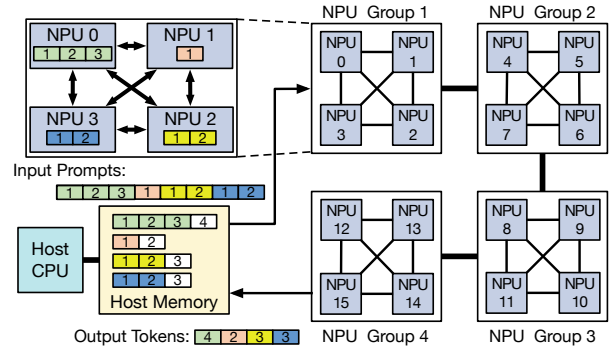 NPU 0
1 2 3
NPU 1
1
NPU 3
1 2
NPU 2
1 2
NPU Group 1
NPU 0
NPU 1
NPU 3
NPU 2
NPU Group 2
NPU 4
NPU 5
NPU 7
NPU 6
Input Prompts:
1 2 3 1 1 2 1 2
Host CPU
1 2 3 4
1 2
1 2 3
1 2 3
Host Memory
Output Tokens: 4 2 3 3
NPU 12
NPU 13
NPU 15
NPU 14
NPU Group 4
NPU 8
NPU 9
NPU 11
NPU 10
NPU Group 3